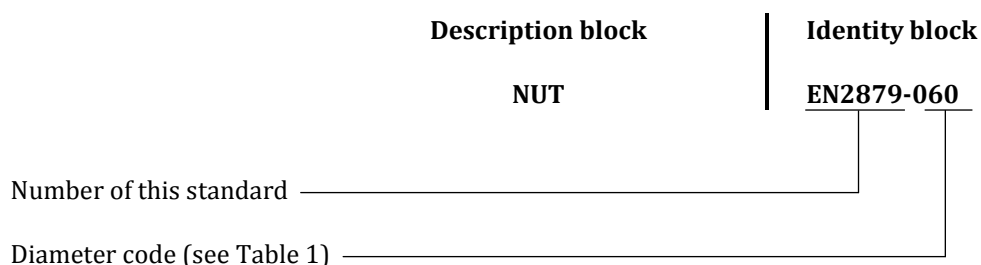 Description block Identity block
NUT EN2879-060
Number of this standard
Diameter code (see Table 1)